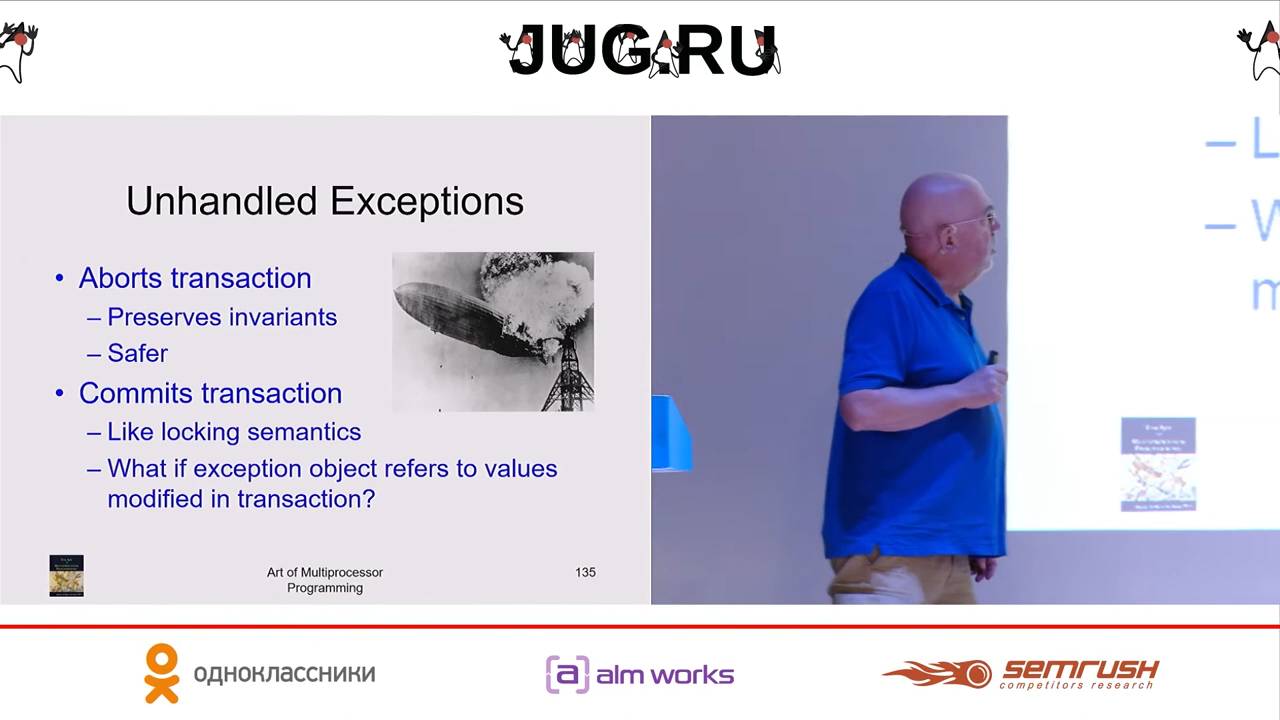 JUG.RU
Unhandled Exceptions
• Aborts transaction
– Preserves invariants
– Safer
• Commits transaction
– Like locking semantics
– What if exception object refers to values
modified in transaction?
Art of Multiprocessor
Programming
135
– L
– W
m
одноклассники
[a] alm works
semrush
competitors research